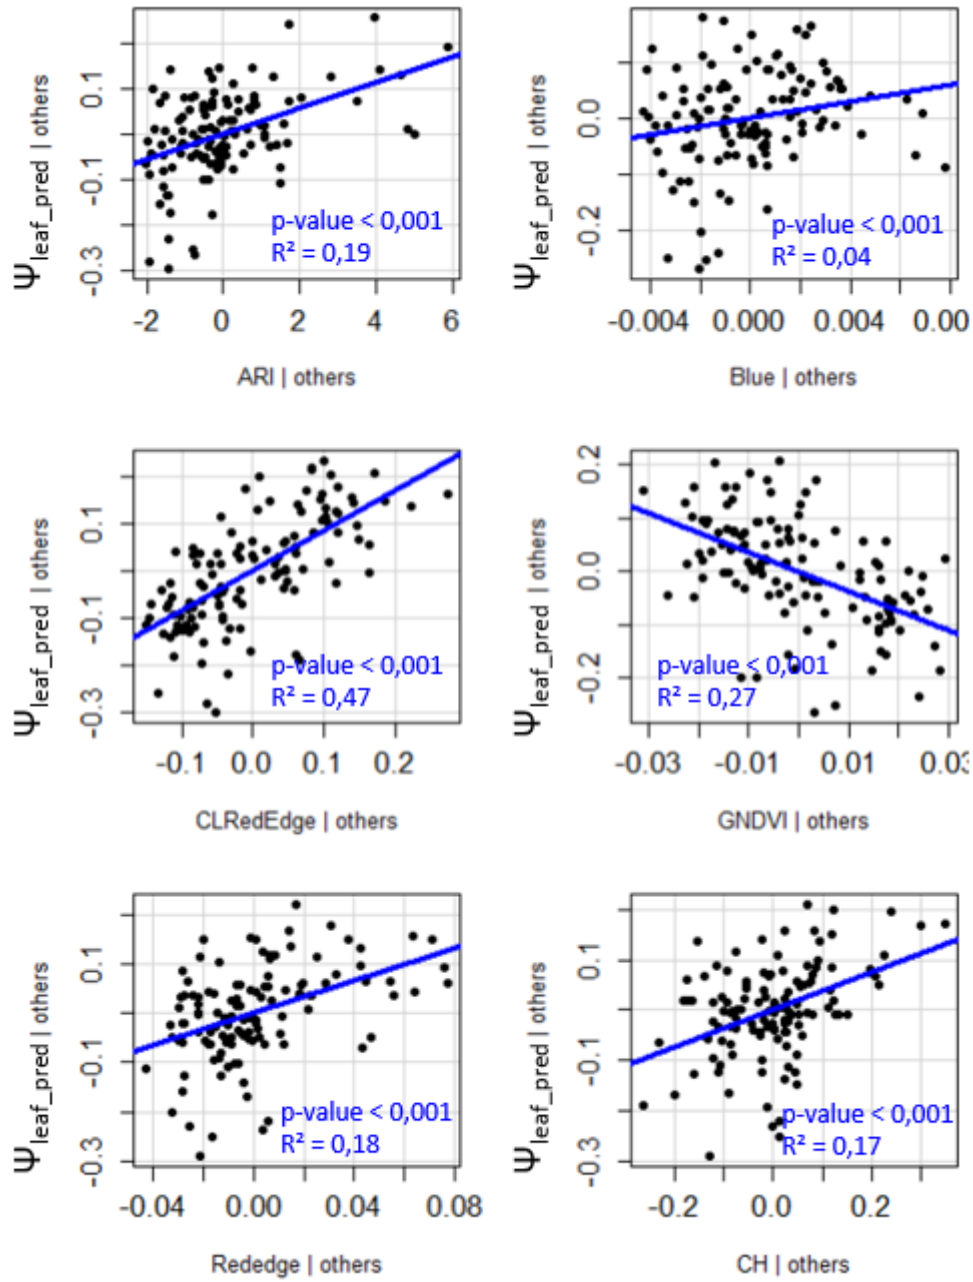 Ψleaf_pred | others
0.1
-0.1
-0.3
p-value < 0,001
R² = 0,19
-2 0 2 4 6
ARI | others
Ψleaf_pred | others
0.0
-0.2
p-value < 0,001
R² = 0,04
-0.004 0.000 0.004 0.00
Blue | others
Ψleaf_pred | others
0.1
-0.1
-0.3
p-value < 0,001
R² = 0,47
-0.1 0.0 0.1 0.2
CLRedEdge | others
Ψleaf_pred | others
0.2
0.0
-0.2
p-value < 0,001
R² = 0,27
-0.03 -0.01 0.01 0.03
GNDVI | others
Ψleaf_pred | others
0.1
-0.1
-0.3
p-value < 0,001
R² = 0,18
-0.04 0.00 0.04 0.08
Rededge | others
Ψleaf_pred | others
0.1
-0.1
-0.3
p-value < 0,001
R² = 0,17
-0.2 0.0 0.2
CH | others